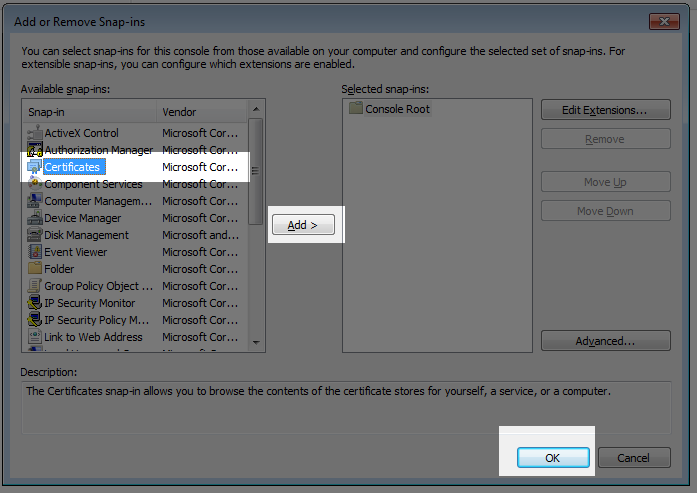 Add or Remove Snap-ins
You can select snap-ins for this console from those available on your computer and configure the selected set of snap-ins. For
extensible snap-ins, you can configure which extensions are enabled.
Available snap-ins:
Snap-in Vendor
ActiveX Control Microsoft Cor...
Authorization Manager Microsoft Cor...
Certificates Microsoft Cor...
Component Services Microsoft Cor...
Computer Managem... Microsoft Cor...
Device Manager Microsoft Cor...
Disk Management Microsoft and...
Event Viewer Microsoft Cor...
Folder Microsoft Cor...
Group Policy Object ... Microsoft Cor...
IP Security Monitor Microsoft Cor...
IP Security Policy M... Microsoft Cor...
Link to Web Address Microsoft Cor...
Add >
Selected snap-ins:
Console Root
Edit Extensions...
Remove
Move Up
Move Down
Advanced...
Description:
The Certificates snap-in allows you to browse the contents of the certificate stores for yourself, a service, or a computer.
OK
Cancel